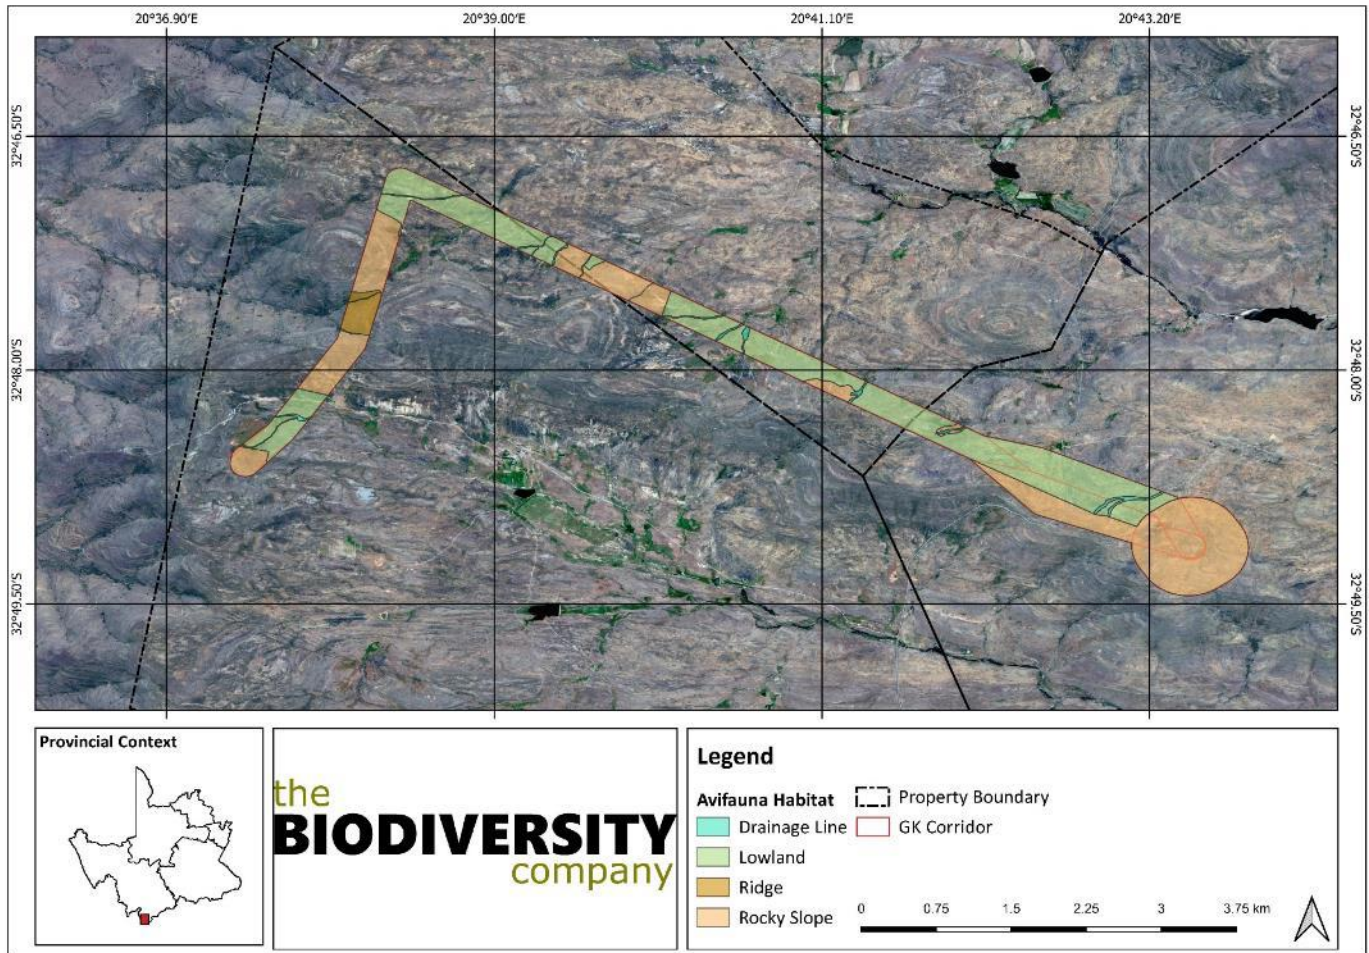 20°36.90'E 20°39.00'E 20°41.10'E 20°43.20'E
32°46.50'S 32°46.50'S
32°48.00'S 32°48.00'S
32°49.50'S 32°49.50'S
Provincial Context
the
BIODIVERSITY
company
Legend
Avifauna Habitat
Drainage Line
Lowland
Ridge
Rocky Slope
Property Boundary
GK Corridor
0 0.75 1.5 2.25 3 3.75 km